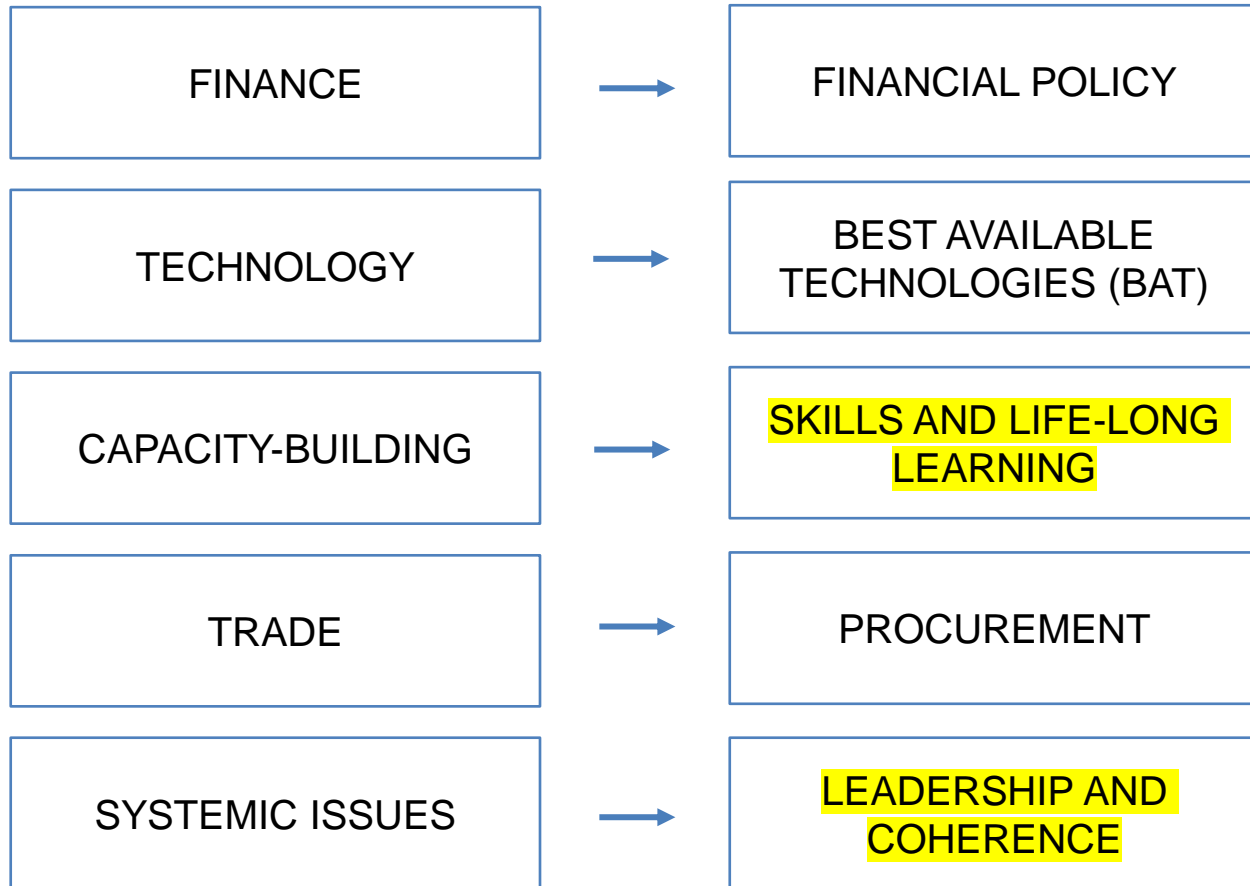 FINANCE
FINANCIAL POLICY
TECHNOLOGY
BEST AVAILABLE
TECHNOLOGIES (BAT)
CAPACITY-BUILDING
SKILLS AND LIFE-LONG
LEARNING
TRADE
PROCUREMENT
SYSTEMIC ISSUES
LEADERSHIP AND
COHERENCE